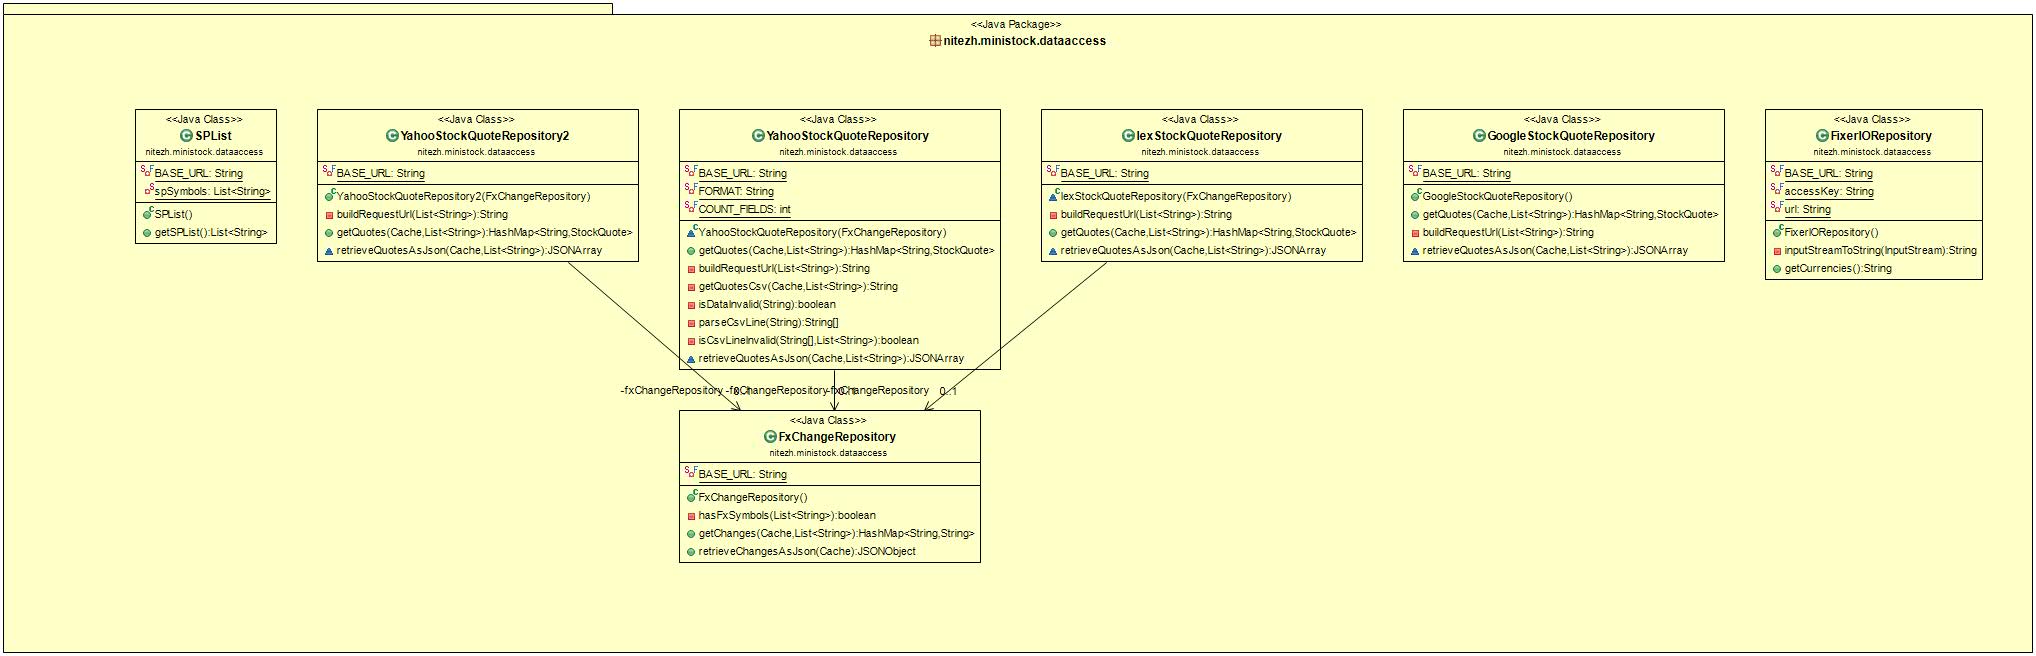 <<Java Package>>
nitezh.ministock.dataaccess
<<Java Class>>
SPList
nitezh.ministock.dataaccess
BASE_URL: String
spSymbols: List<String>
SPList()
getSPList():List<String>
<<Java Class>>
YahooStockQuoteRepository2
nitezh.ministock.dataaccess
BASE_URL: String
YahooStockQuoteRepository2(FxChangeRepository)
buildRequestUrl(List<String>):String
getQuotes(Cache,List<String>):HashMap<String,StockQuote>
retrieveQuotesAsJson(Cache,List<String>):JSONArray
<<Java Class>>
YahooStockQuoteRepository
nitezh.ministock.dataaccess
BASE_URL: String
FORMAT: String
COUNT_FIELDS: int
YahooStockQuoteRepository(FxChangeRepository)
getQuotes(Cache,List<String>):HashMap<String,StockQuote>
buildRequestUrl(List<String>):String
getQuotesCsv(Cache,List<String>):String
isDataInvalid(String):boolean
parseCsvLine(String):String[]
isCsvLineInvalid(String[],List<String>):boolean
retrieveQuotesAsJson(Cache,List<String>):JSONArray
<<Java Class>>
IexStockQuoteRepository
nitezh.ministock.dataaccess
BASE_URL: String
IexStockQuoteRepository(FxChangeRepository)
buildRequestUrl(List<String>):String
getQuotes(Cache,List<String>):HashMap<String,StockQuote>
retrieveQuotesAsJson(Cache,List<String>):JSONArray
<<Java Class>>
GoogleStockQuoteRepository
nitezh.ministock.dataaccess
BASE_URL: String
GoogleStockQuoteRepository()
getQuotes(Cache,List<String>):HashMap<String,StockQuote>
buildRequestUrl(List<String>):String
retrieveQuotesAsJson(Cache,List<String>):JSONArray
<<Java Class>>
FixerIORepository
nitezh.ministock.dataaccess
BASE_URL: String
accessKey: String
url: String
FixerIORepository()
inputStreamToString(InputStream):String
getCurrencies():String
-fxChangeRepository 0..1
-fxChangeRepository 0..1
-fxChangeRepository 0..1
<<Java Class>>
FxChangeRepository
nitezh.ministock.dataaccess
BASE_URL: String
FxChangeRepository()
hasFxSymbols(List<String>):boolean
getChanges(Cache,List<String>):HashMap<String,String>
retrieveChangesAsJson(Cache):JSONObject